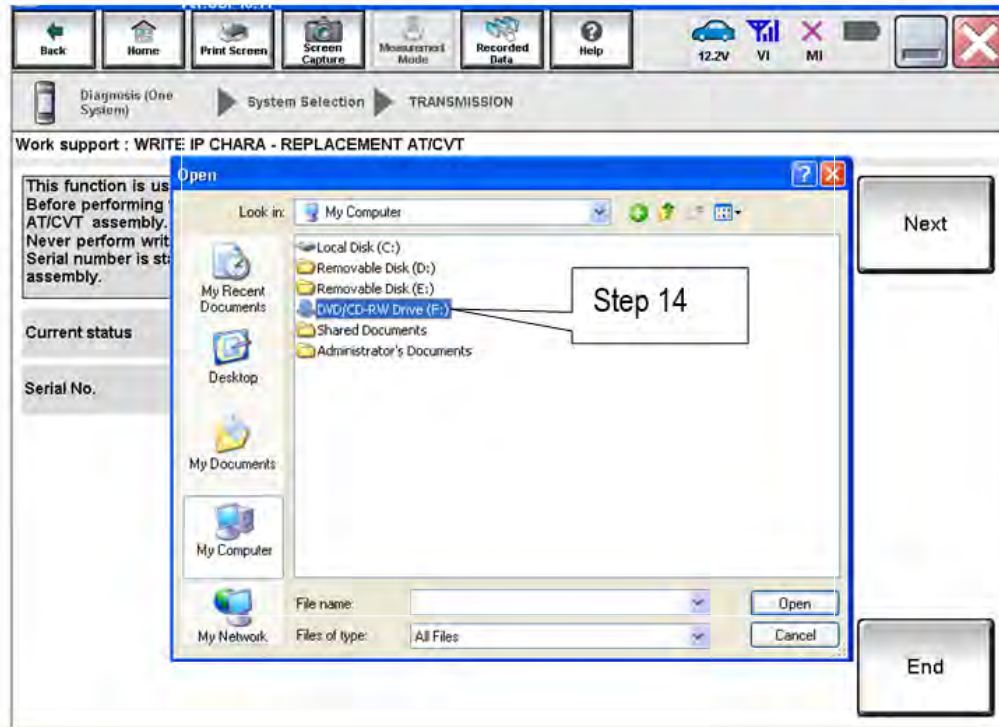 Back
Home
Print Screen
Screen
Capture
Measurement
Mode
Recorded
Data
Help
12.2V
VI
MI
Diagnosis (One
System)
System Selection
TRANSMISSION
Work support : WRITE IP CHARA - REPLACEMENT AT/CVT
This function is us
Before performing
AT/CVT assembly.
Never perform writ
Serial number is sta
assembly.
Current status
Serial No.
Open
Look in:
My Computer
My Recent
Documents
Desktop
My Documents
My Computer
My Network
Local Disk (C:)
Removable Disk (D:)
Removable Disk (E:)
DVD/CD-RW Drive (F:)
Shared Documents
Administrator's Documents
Step 14
File name:
Open
Files of type:
All Files
Cancel
Next
End